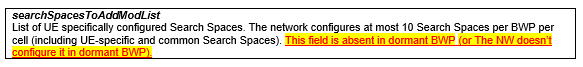 searchSpacesToAddModList
List of UE specifically configured Search Spaces. The network configures at most 10 Search Spaces per BWP per
cell (including UE-specific and common Search Spaces). This field is absent in dormant BWP (or The NW doesn't
configure it in dormant BWP).